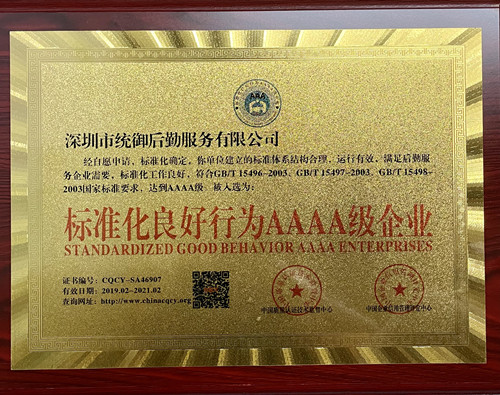 AAA
深圳市统御后勤服务有限公司
经自愿申请，标准化确定，你单位建立的标准体系结构合理，运行有效，满足后勤服
务企业需要，标准化工作良好，符合GB/T 15496-2003、GB/T 15497-2003、GB/T 15498-
2003国家标准要求，达到AAAA级 被入选为：
标准化良好行为AAAA级企业
STANDARDIZED GOOD BEHAVIOR AAAA ENTERPRISES
证书编号：CQCY-SA46907
有效日期：2019.02-2021.02
查询网址：http://www.chinacqcy.org